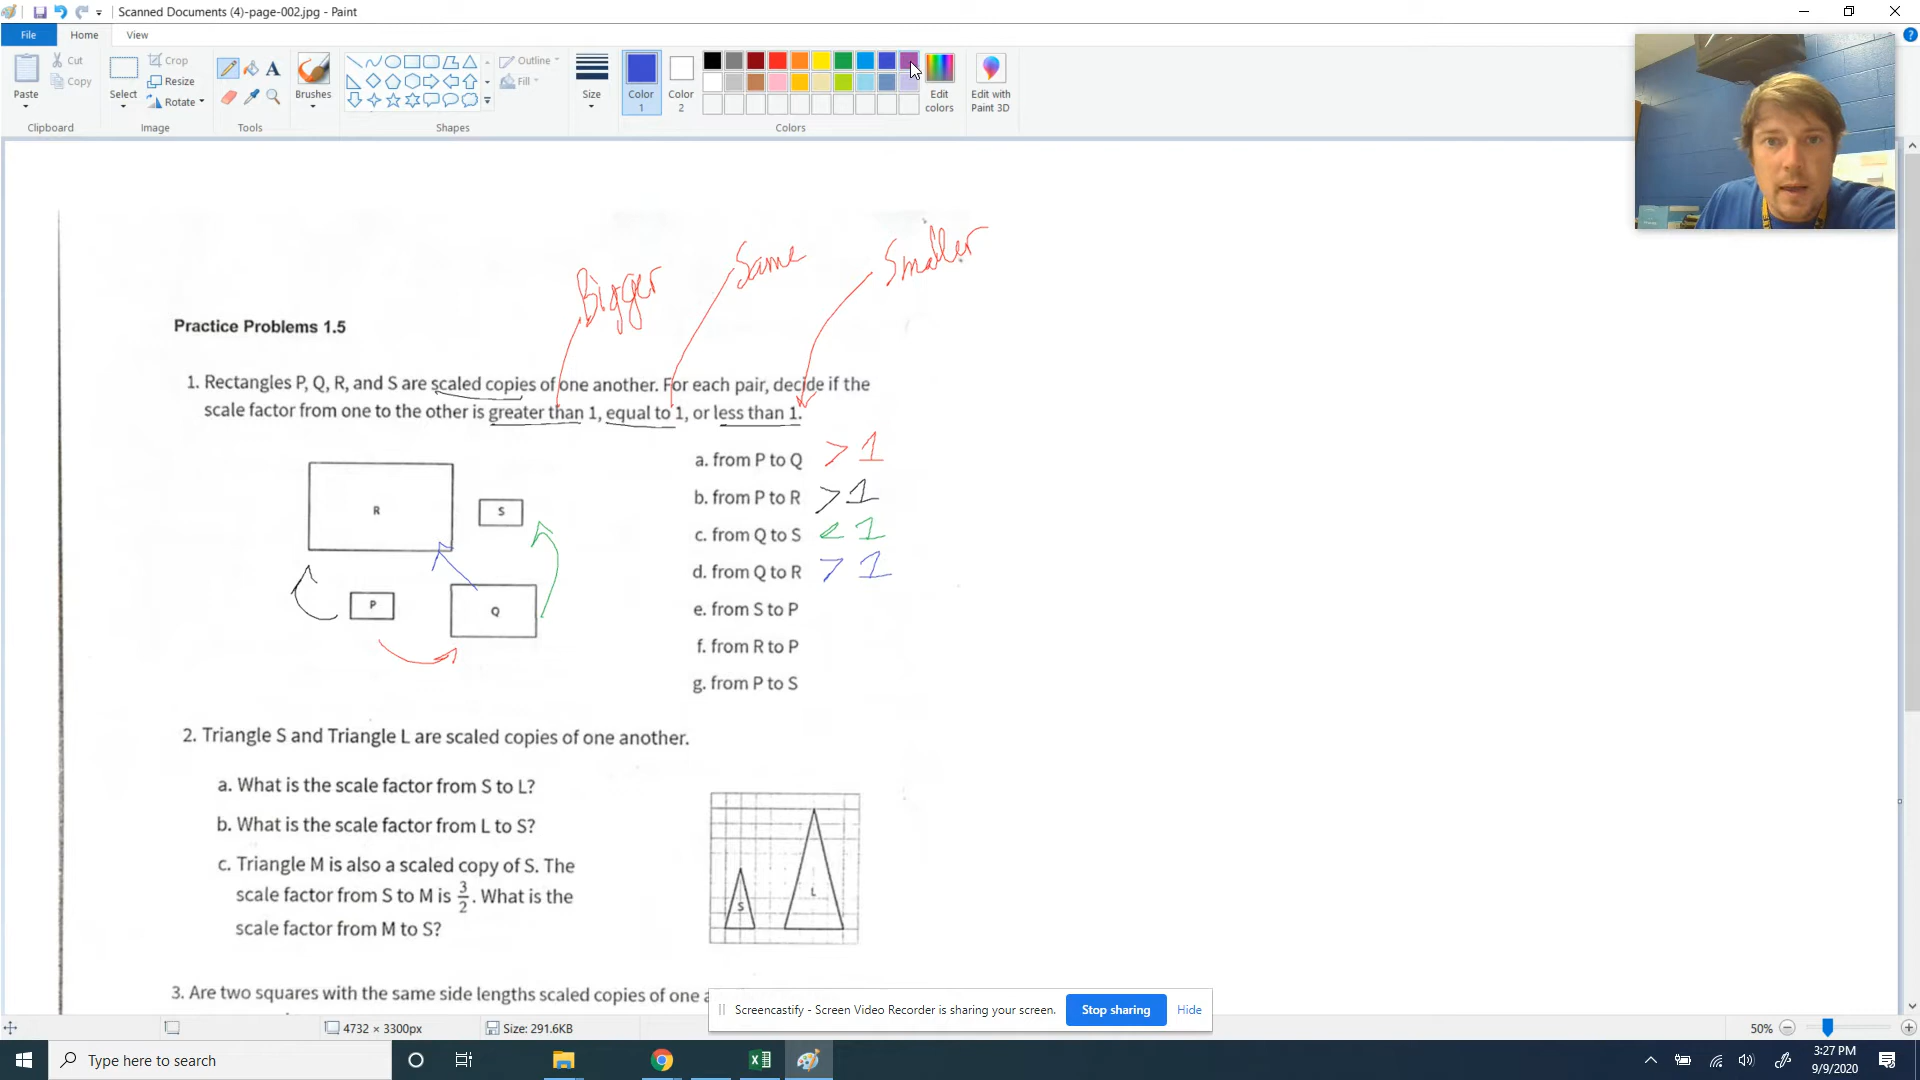 Scanned Documents (4)-page-002.jpg - Paint
File Home View
Paste
Cut
Copy
Clipboard
Select
Crop
Resize
Rotate
Image
Tools
Brushes
Outline
Fill
Shapes
Size
Color 1
Color 2
Edit colors
Edit with Paint 3D
Colors
Bigger Same Smaller
Practice Problems 1.5
1. Rectangles P, Q, R, and S are scaled copies of one another. For each pair, decide if the
scale factor from one to the other is greater than 1, equal to 1, or less than 1.
R
S
P
Q
a. from P to Q > 1
b. from P to R > 1
c. from Q to S < 1
d. from Q to R > 1
e. from S to P
f. from R to P
g. from P to S
2. Triangle S and Triangle L are scaled copies of one another.
a. What is the scale factor from S to L?
b. What is the scale factor from L to S?
c. Triangle M is also a scaled copy of S. The
scale factor from S to M is 3/2. What is the
scale factor from M to S?
S
L
3. Are two squares with the same side lengths scaled copies of one
Screencastify - Screen Video Recorder is sharing your screen. Stop sharing Hide
4732 × 3300px
Size: 291.6KB
50%
Type here to search
3:27 PM
9/9/2020